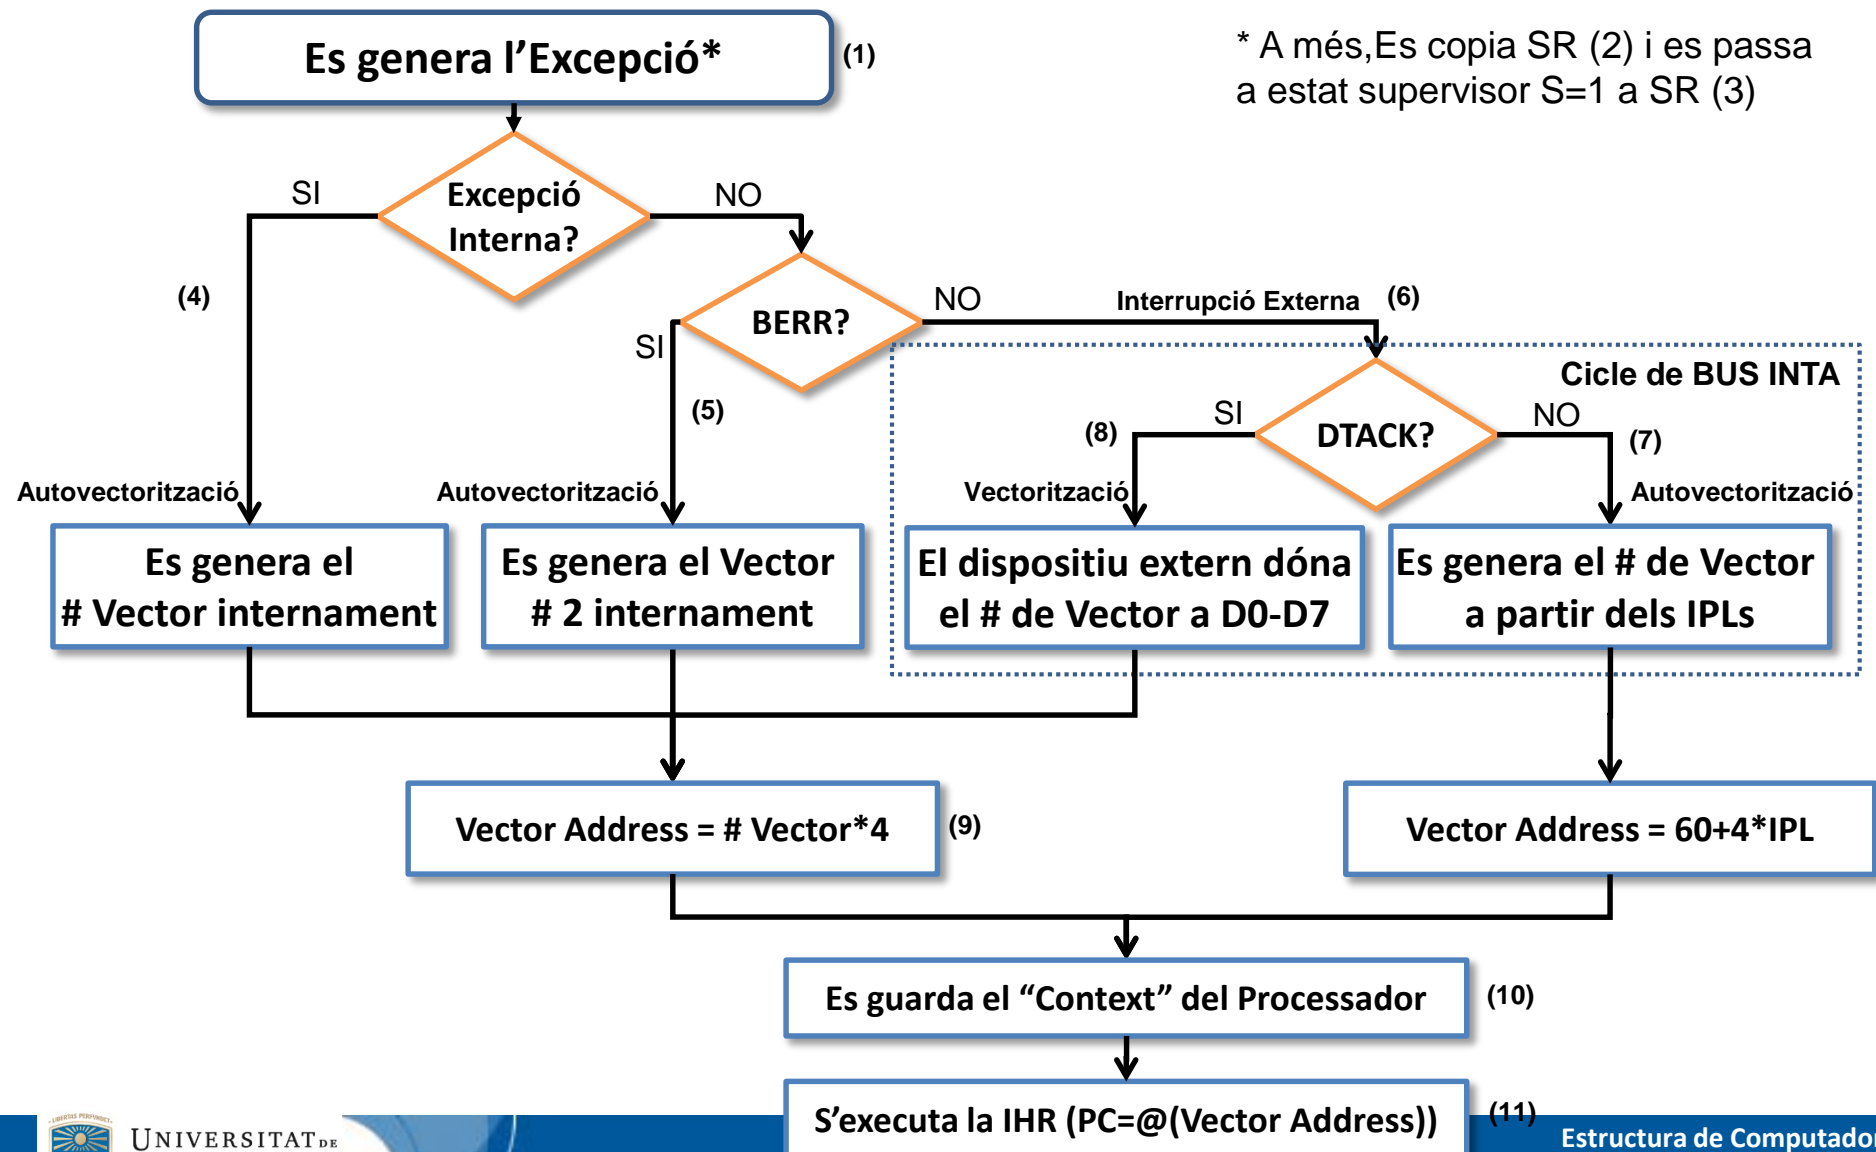 Es genera l’Excepció*
(1)
* A més,Es copia SR (2) i es passa
a estat supervisor S=1 a SR (3)
SI
Excepció
Interna?
NO
(4)
BERR?
NO
Interrupció Externa
(6)
SI
(5)
Cicle de BUS INTA
SI
DTACK?
NO
(8)
(7)
Autovectorització
Autovectorització
Vectorització
Autovectorització
Es genera el
# Vector internament
Es genera el Vector
# 2 internament
El dispositiu extern dóna
el # de Vector a D0-D7
Es genera el # de Vector
a partir dels IPLs
Vector Address = # Vector*4
(9)
Vector Address = 60+4*IPL
Es guarda el “Context” del Processador
(10)
S’executa la IHR (PC=@(Vector Address))
(11)
UNIVERSITAT DE
Estructura de Computador